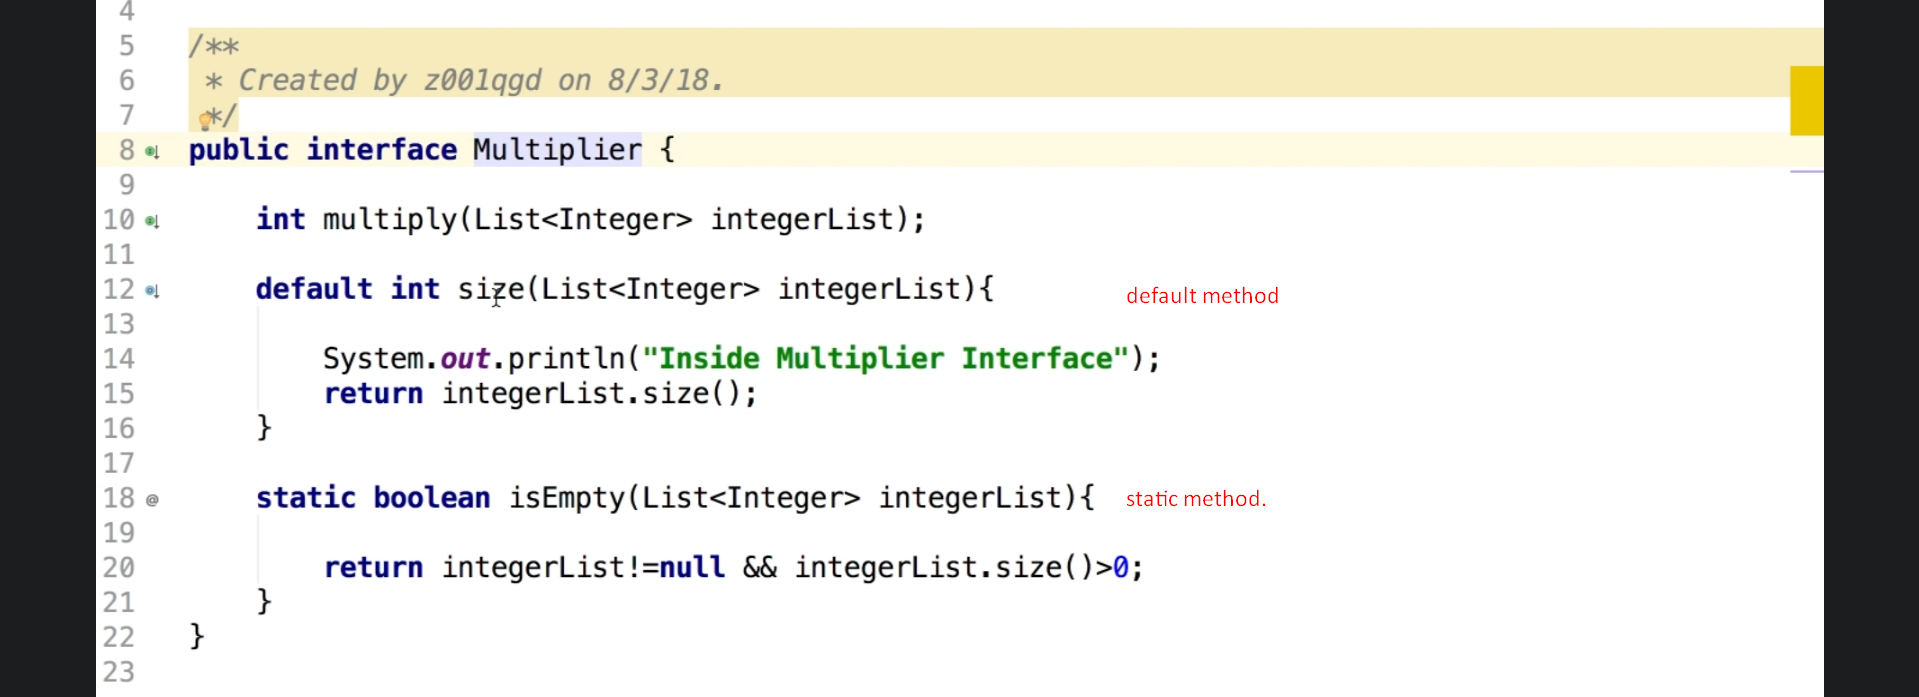 4
5 /**
6 * Created by z001qgd on 8/3/18.
7 */
8 public interface Multiplier {
9
10 int multiply(List<Integer> integerList);
11
12 default int size(List<Integer> integerList){ default method
13
14 System.out.println("Inside Multiplier Interface");
15 return integerList.size();
16 }
17
18 @ static boolean isEmpty(List<Integer> integerList){ static method.
19
20 return integerList!=null && integerList.size()>0;
21 }
22 }
23